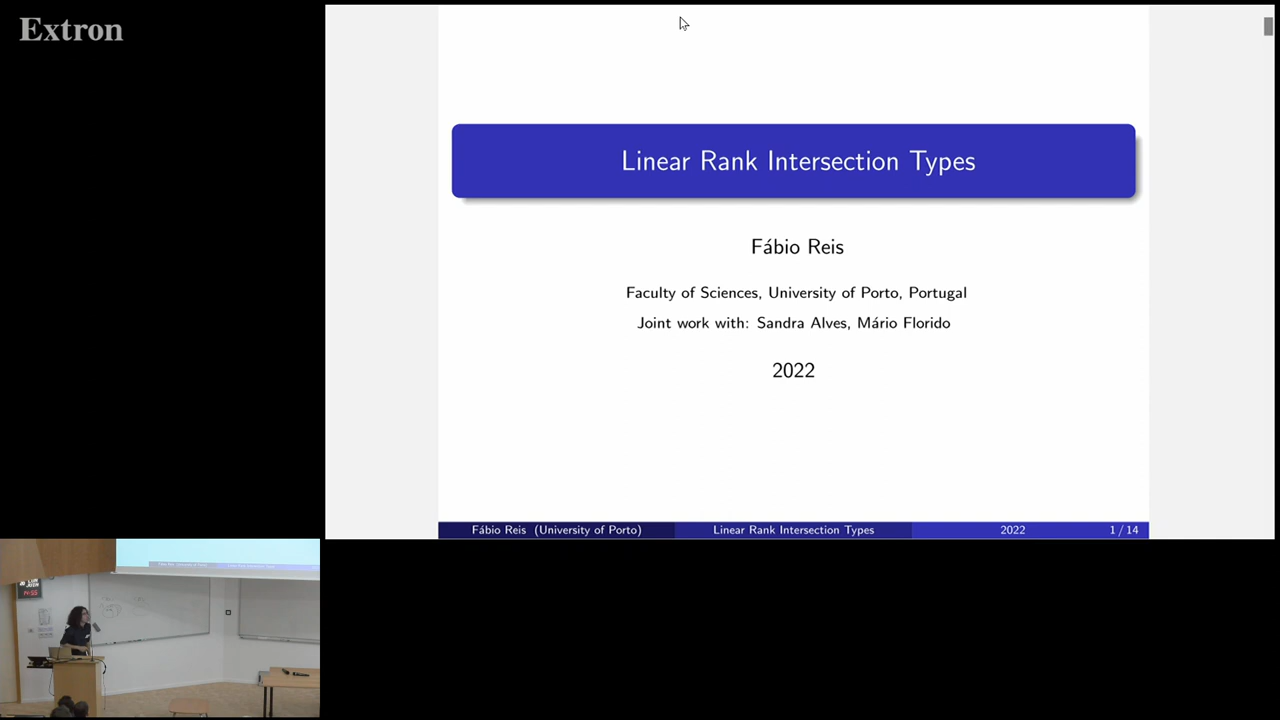 Extron
Linear Rank Intersection Types
Fábio Reis
Faculty of Sciences, University of Porto, Portugal
Joint work with: Sandra Alves, Mário Florido
2022
Fábio Reis (University of Porto)
Linear Rank Intersection Types
2022
1 / 14